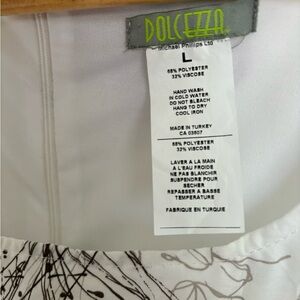 DOLCEZZA
Michael Phillips Ltd
L
68% POLYESTER
32% VISCOSE
HAND WASH
IN COLD WATER
DO NOT BLEACH
HANG TO DRY
COOL IRON
MADE IN TURKEY
CA 03607
68% POLYESTER
32% VISCOSE
LAVER A LA MAIN
A L'EAU FROIDE
NE PAS BLANCHIR
SUSPENDRE POUR
SECHER
REPASSER A BASSE
TEMPERATURE
FABRIQUE EN TURQUIE